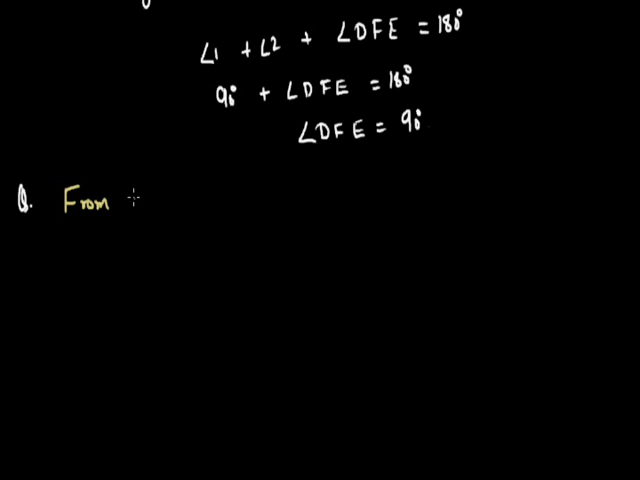 ∠1 + ∠2 + ∠DFE = 180°
90° + ∠DFE = 180°
∠DFE = 90°
Q. From